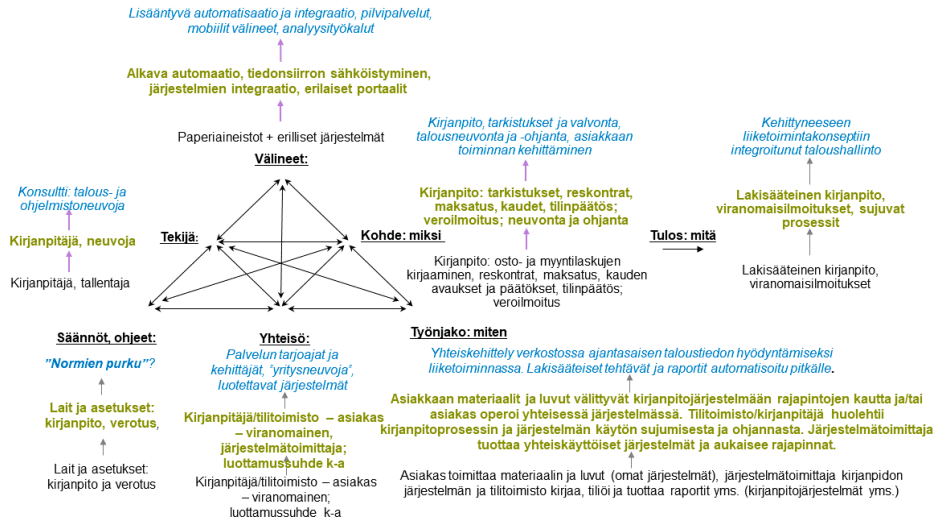 Lisääntyvä automatisaatio ja integraatio, pilvipalvelut,
mobiilit välineet, analyysityökalut
Alkava automaatio, tiedonsiirron sähköistyminen,
järjestelmien integraatio, erilaiset portaalit
Paperiaineistot + erilliset järjestelmät
Välineet:
Konsultti: talous- ja
ohjelmistoneuvoja
Kirjanpitäjä, neuvoja
Kirjanpitäjä, tallentaja
Tekijä:
Kirjanpito, tarkistukset ja valvonta,
talousneuvonta ja -ohjanta, asiakkaan
toiminnan kehittäminen
Kirjanpito: tarkistukset, reskontrat,
maksatus, kaudet, tilinpäätös;
veroilmoitus; neuvonta ja ohjanta
Kohde: miksi
Kirjanpito: osto- ja myyntilaskujen
kirjaaminen, reskontrat, maksatus, kauden
avaukset ja päätökset, tilinpäätös;
veroilmoitus
Kehittyneeseen
liiketoimintakonseptiin
integroitunut taloushallinto
Lakisääteinen kirjanpito,
viranomaisilmoitukset, sujuvat
prosessit
Tulos: mitä
Lakisääteinen kirjanpito,
viranomaisilmoitukset
Säännöt, ohjeet:
”Normien purku”?
Lait ja asetukset:
kirjanpito, verotus,
Lait ja asetukset:
kirjanpito ja verotus
Yhteisö:
Palvelun tarjoajat ja
kehittäjät, ”yritysneuvoja”,
luotettavat järjestelmät
Kirjanpitäjä/tilitoimisto – asiakas
– viranomainen,
järjestelmätoimittaja;
luottamussuhde k-a
Kirjanpitäjä/tilitoimisto – asiakas
– viranomainen;
luottamussuhde k-a
Työnjako: miten
Yhteiskehittely verkostossa ajantasaisen taloustiedon hyödyntämiseksi
liiketoiminnassa. Lakisääteiset tehtävät ja raportit automatisoitu pitkälle.
Asiakkaan materiaalit ja luvut välittyvät kirjanpitojärjestelmään rajapintojen kautta ja/tai
asiakas operoi yhteisessä järjestelmässä. Tilitoimisto/kirjanpitäjä huolehtii
kirjanpitoprosessin ja järjestelmän käytön sujumisesta ja ohjannasta. Järjestelmätoimittaja
tuottaa yhteiskäyttöiset järjestelmät ja aukaisee rajapinnat.
Asiakas toimittaa materiaalin ja luvut (omat järjestelmät), järjestelmätoimittaja kirjanpidon
järjestelmän ja tilitoimisto kirjaa, tiliöi ja tuottaa raportit yms. (kirjanpitojärjestelmät yms.)